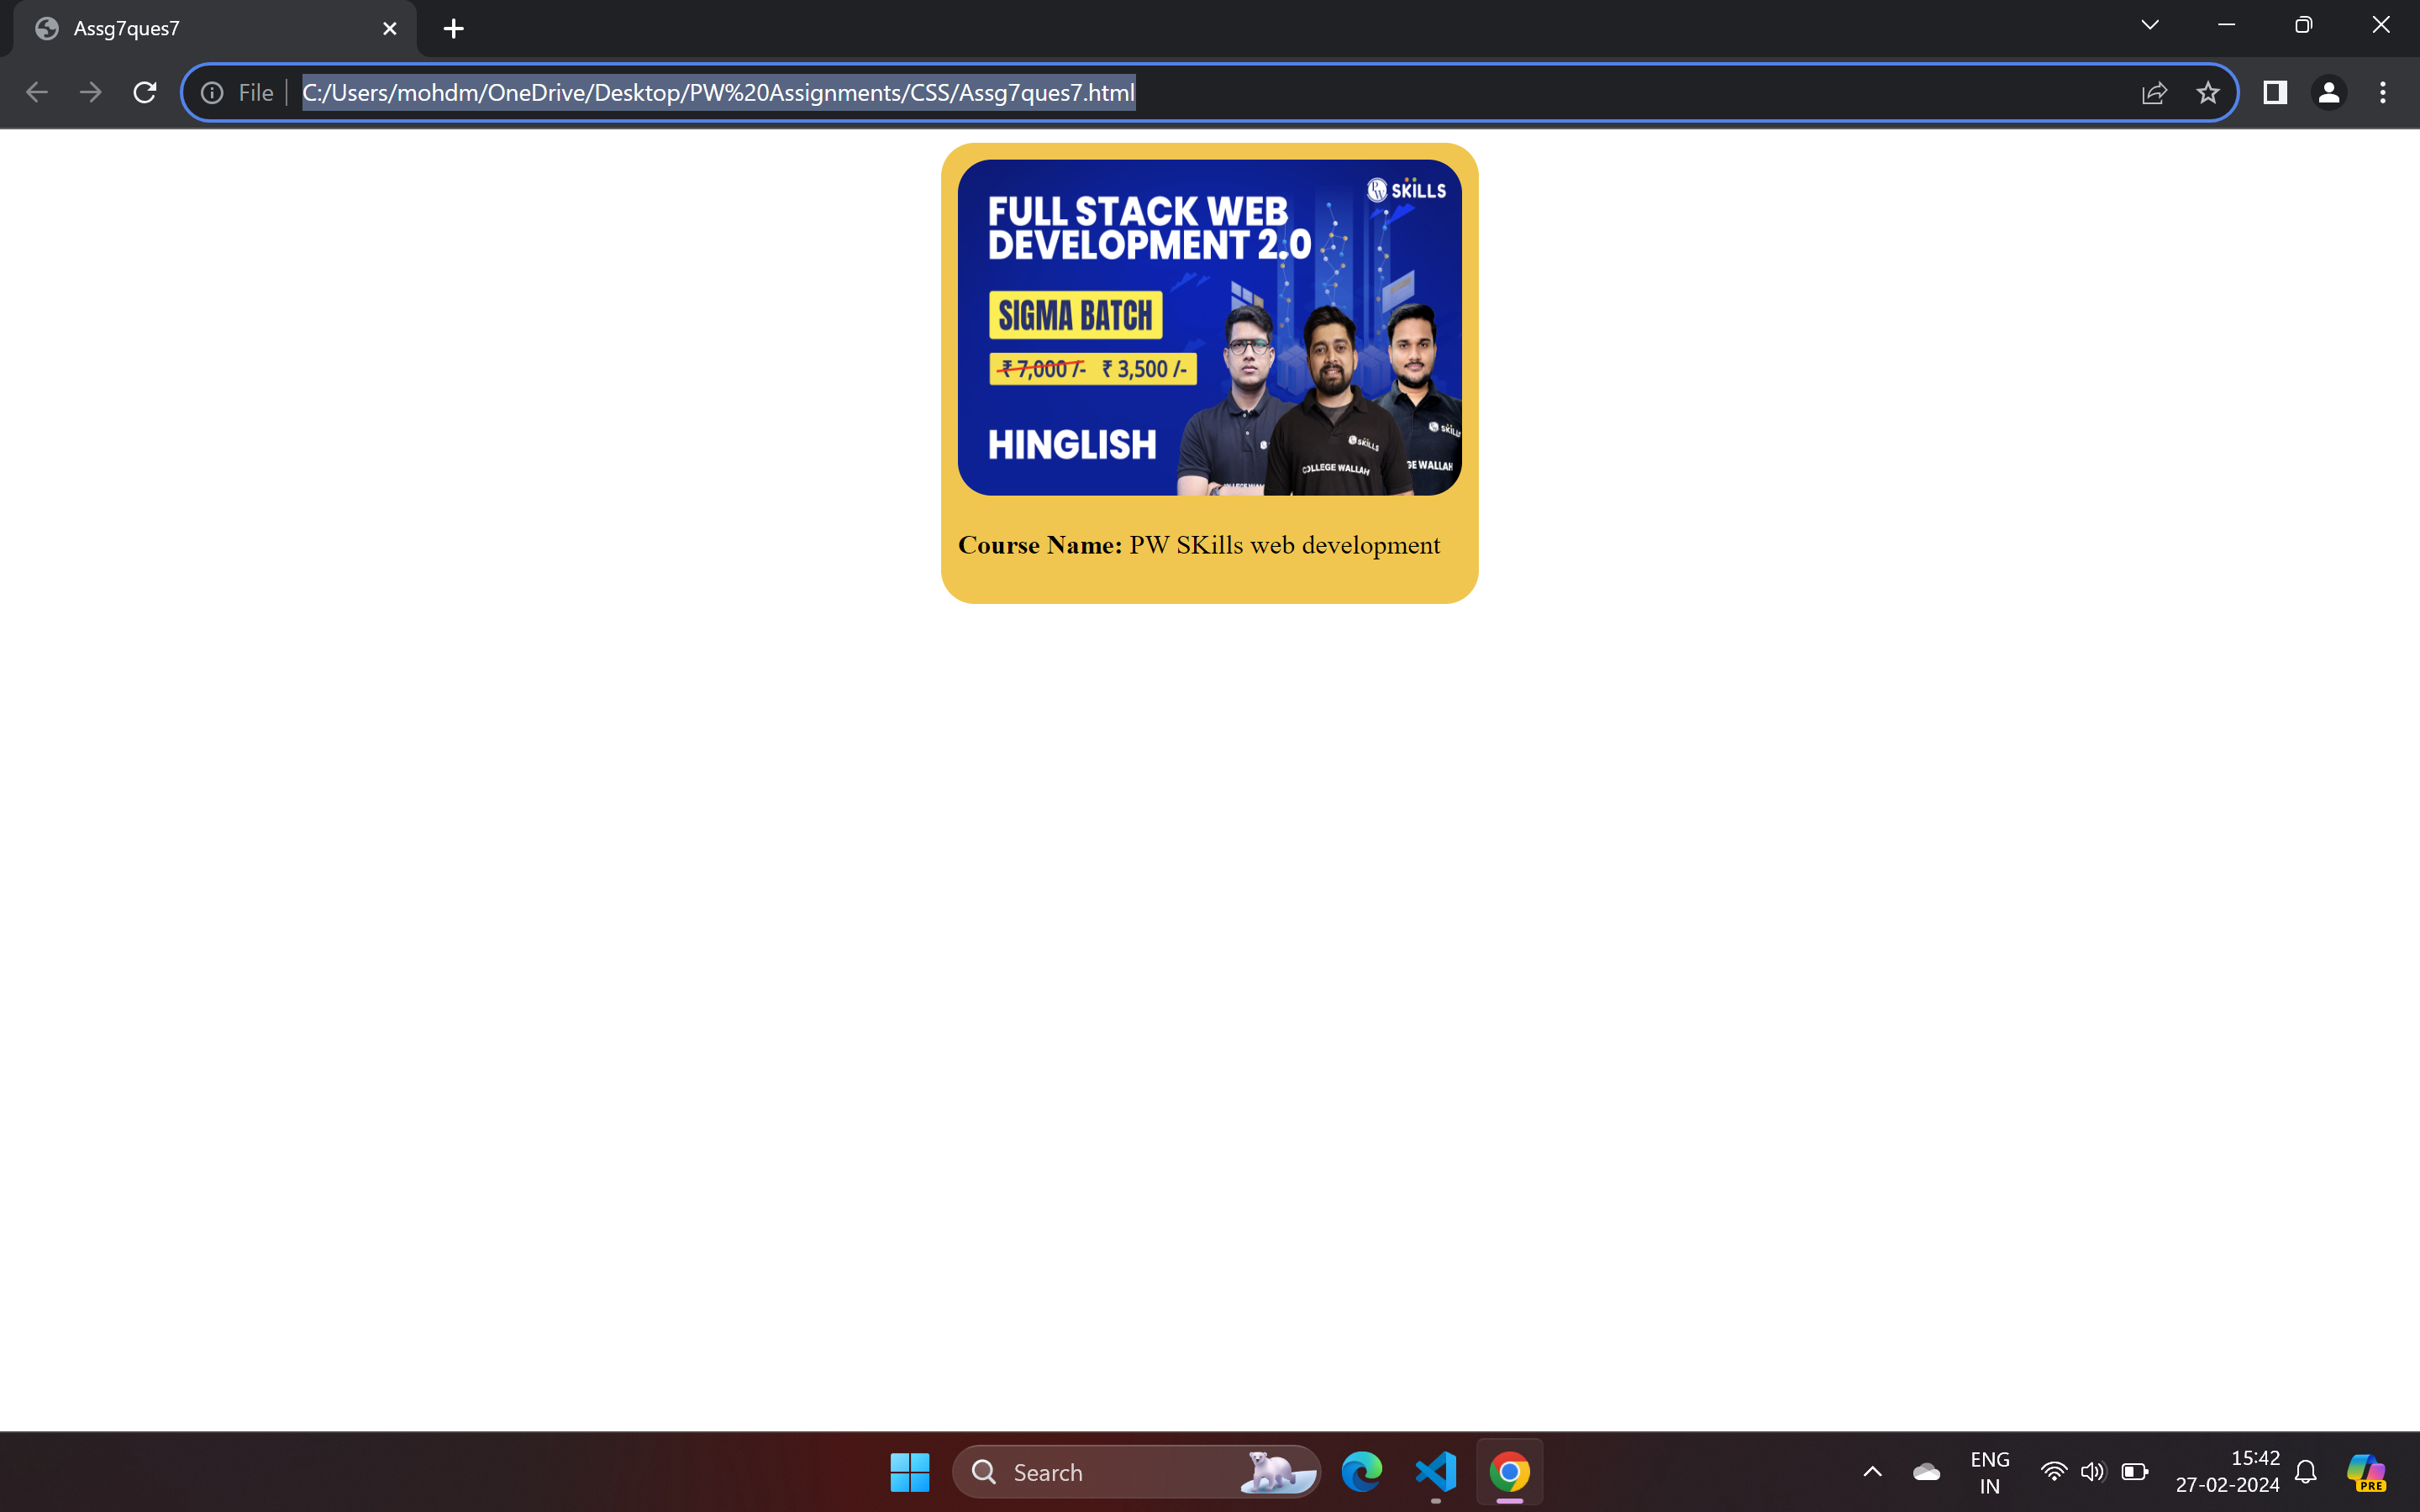 Assg7ques7
File
C:/Users/mohdm/OneDrive/Desktop/PW%20Assignments/CSS/Assg7ques7.html
PW SKILLS
FULL STACK WEB
DEVELOPMENT 2.0
SIGMA BATCH
₹ 7,000 /- ₹ 3,500 /-
HINGLISH
SKILLS
SKILLS
COLLEGE WALLAH
GE WALLAH
Course Name: PW SKills web development
Search
ENG
IN
15:42
27-02-2024
PRE